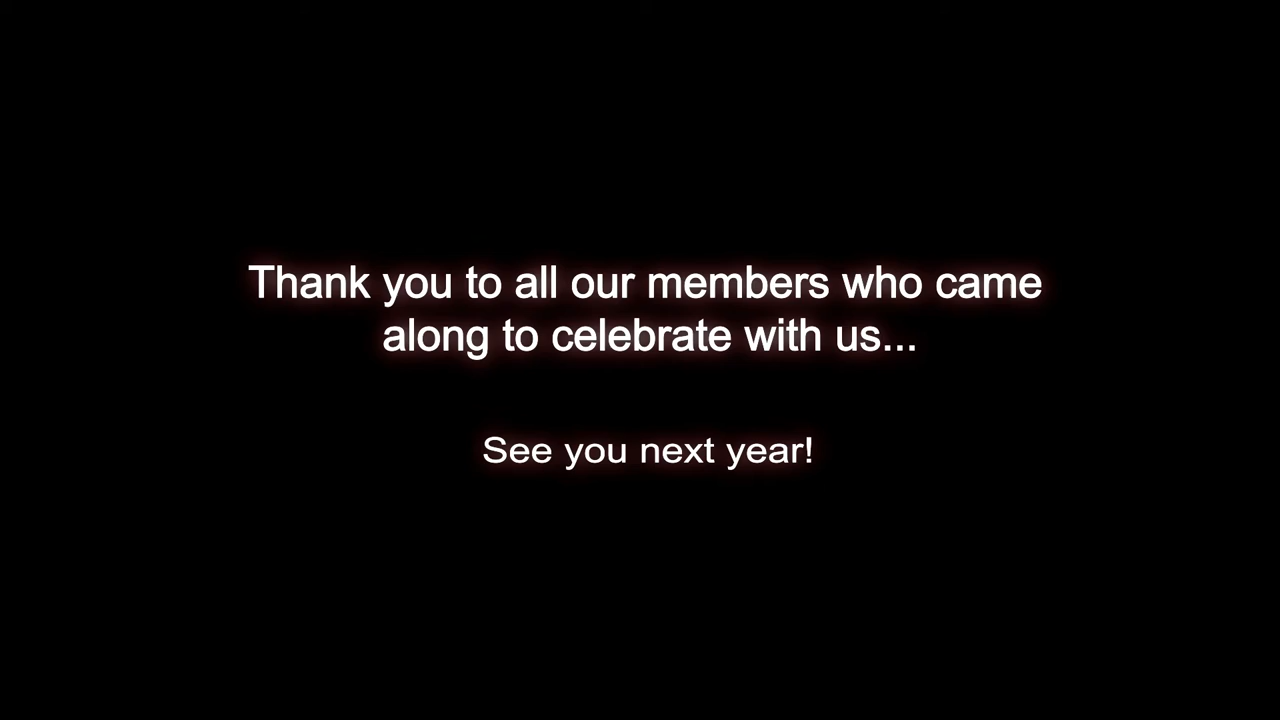 Thank you to all our members who came
along to celebrate with us...
See you next year!